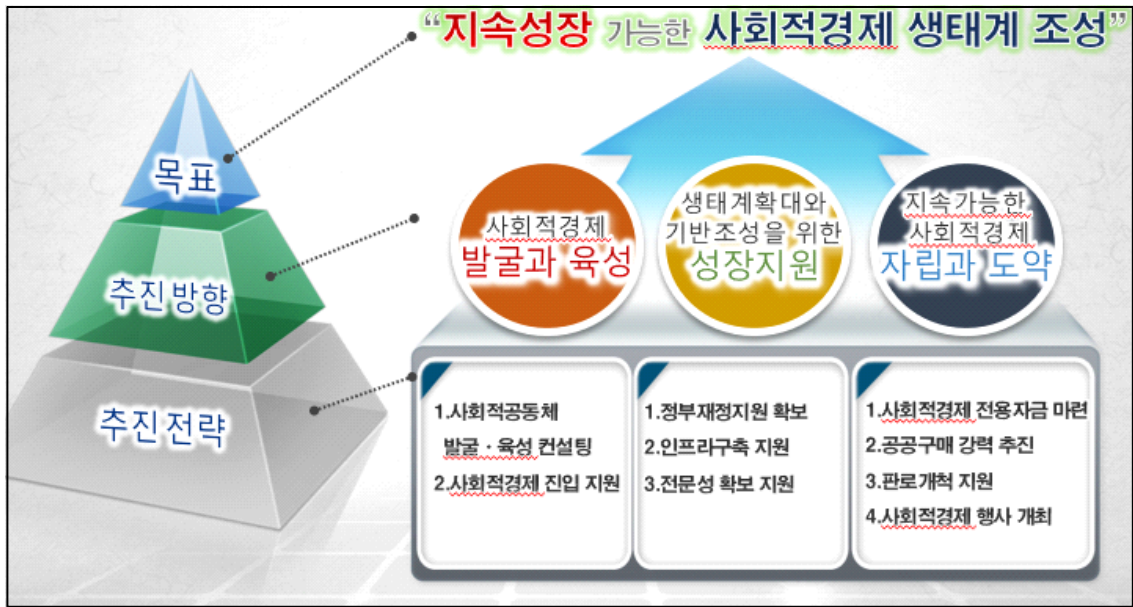 “지속성장 가능한 사회적경제 생태계 조성”
목표
추진방향
추진전략
사회적경제
발굴과 육성
생태계확대와
기반조성을 위한
성장지원
지속가능한
사회적경제
자립과 도약
1.사회적공동체
발굴 · 육성 컨설팅
2.사회적경제 진입 지원
1.정부재정지원 확보
2.인프라구축 지원
3.전문성 확보 지원
1.사회적경제 전용자금 마련
2.공공구매 강력 추진
3.판로개척 지원
4.사회적경제 행사 개최